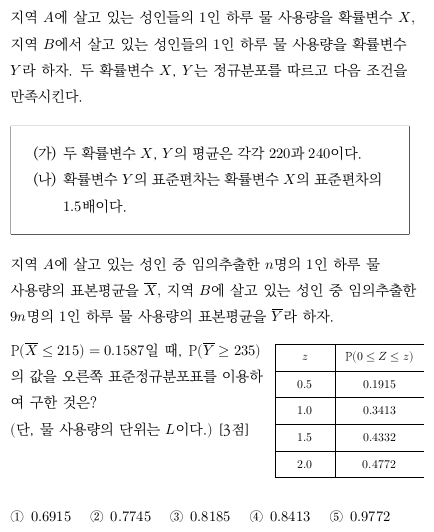 지역 A에 살고 있는 성인들의 1인 하루 물 사용량을 확률변수 X,
지역 B에서 살고 있는 성인들의 1인 하루 물 사용량을 확률변수
Y라 하자. 두 확률변수 X, Y는 정규분포를 따르고 다음 조건을
만족시킨다.
(가) 두 확률변수 X, Y의 평균은 각각 220과 240이다.
(나) 확률변수 Y의 표준편차는 확률변수 X의 표준편차의
1.5배이다.
지역 A에 살고 있는 성인 중 임의추출한 n명의 1인 하루 물
사용량의 표본평균을 X̅, 지역 B에 살고 있는 성인 중 임의추출한
9n명의 1인 하루 물 사용량의 표본평균을 Y̅라 하자.
P(X̅ ≤ 215) = 0.1587일 때, P(Y̅ ≥ 235)
의 값을 오른쪽 표준정규분포표를 이용하
여 구한 것은?
(단, 물 사용량의 단위는 L이다.) [3점]
z P(0 ≤ Z ≤ z)
0.5 0.1915
1.0 0.3413
1.5 0.4332
2.0 0.4772
① 0.6915 ② 0.7745 ③ 0.8185 ④ 0.8413 ⑤ 0.9772